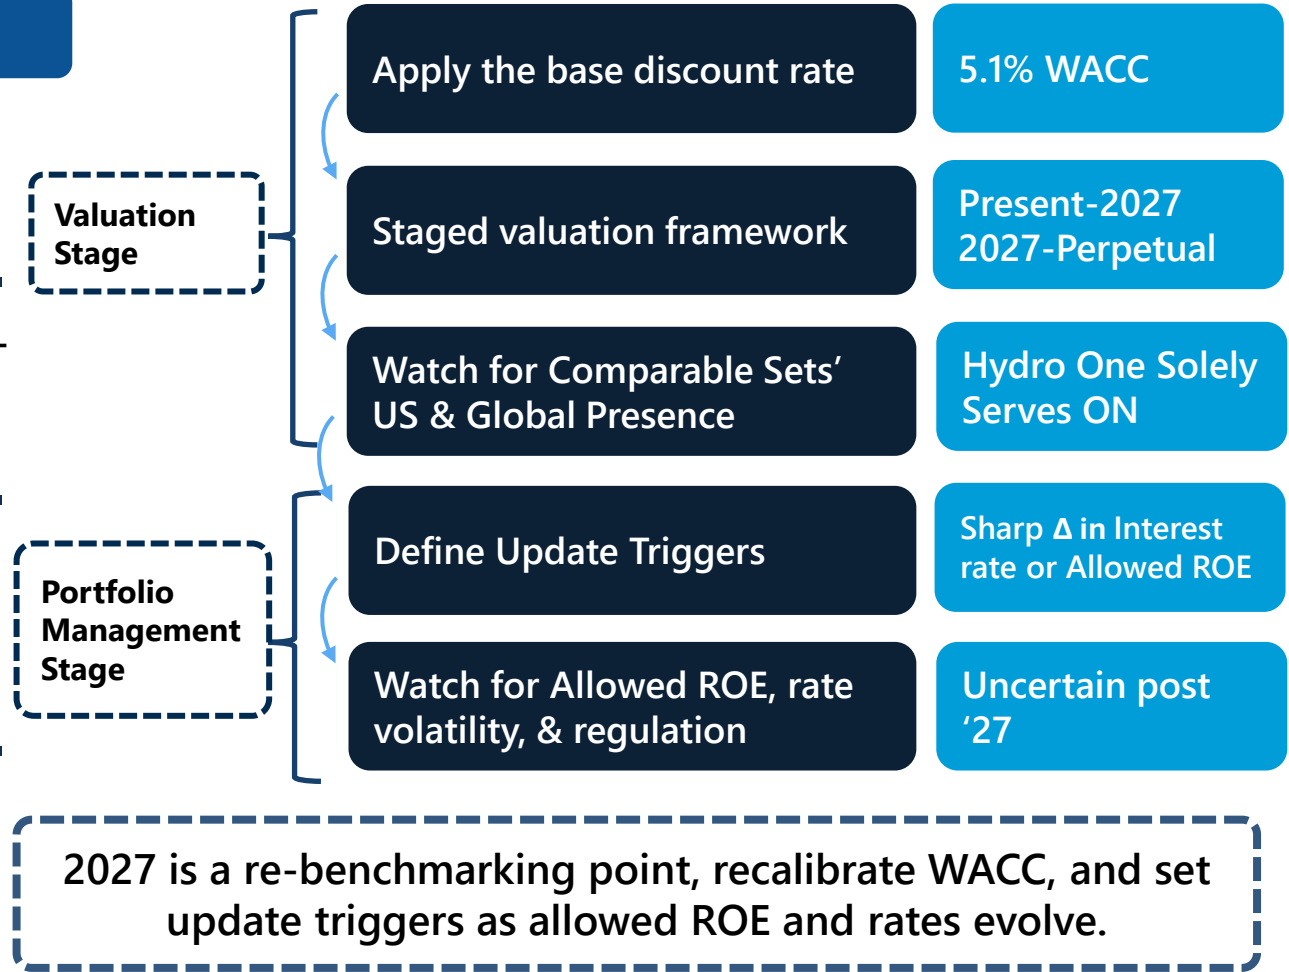 Apply the base discount rate
5.1% WACC
Valuation
Stage
Staged valuation framework
Present-2027
2027-Perpetual
Watch for Comparable Sets’
US & Global Presence
Hydro One Solely
Serves ON
Portfolio
Management
Stage
Define Update Triggers
Sharp Δ in Interest
rate or Allowed ROE
Watch for Allowed ROE, rate
volatility, & regulation
Uncertain post
‘27
2027 is a re-benchmarking point, recalibrate WACC, and set
update triggers as allowed ROE and rates evolve.